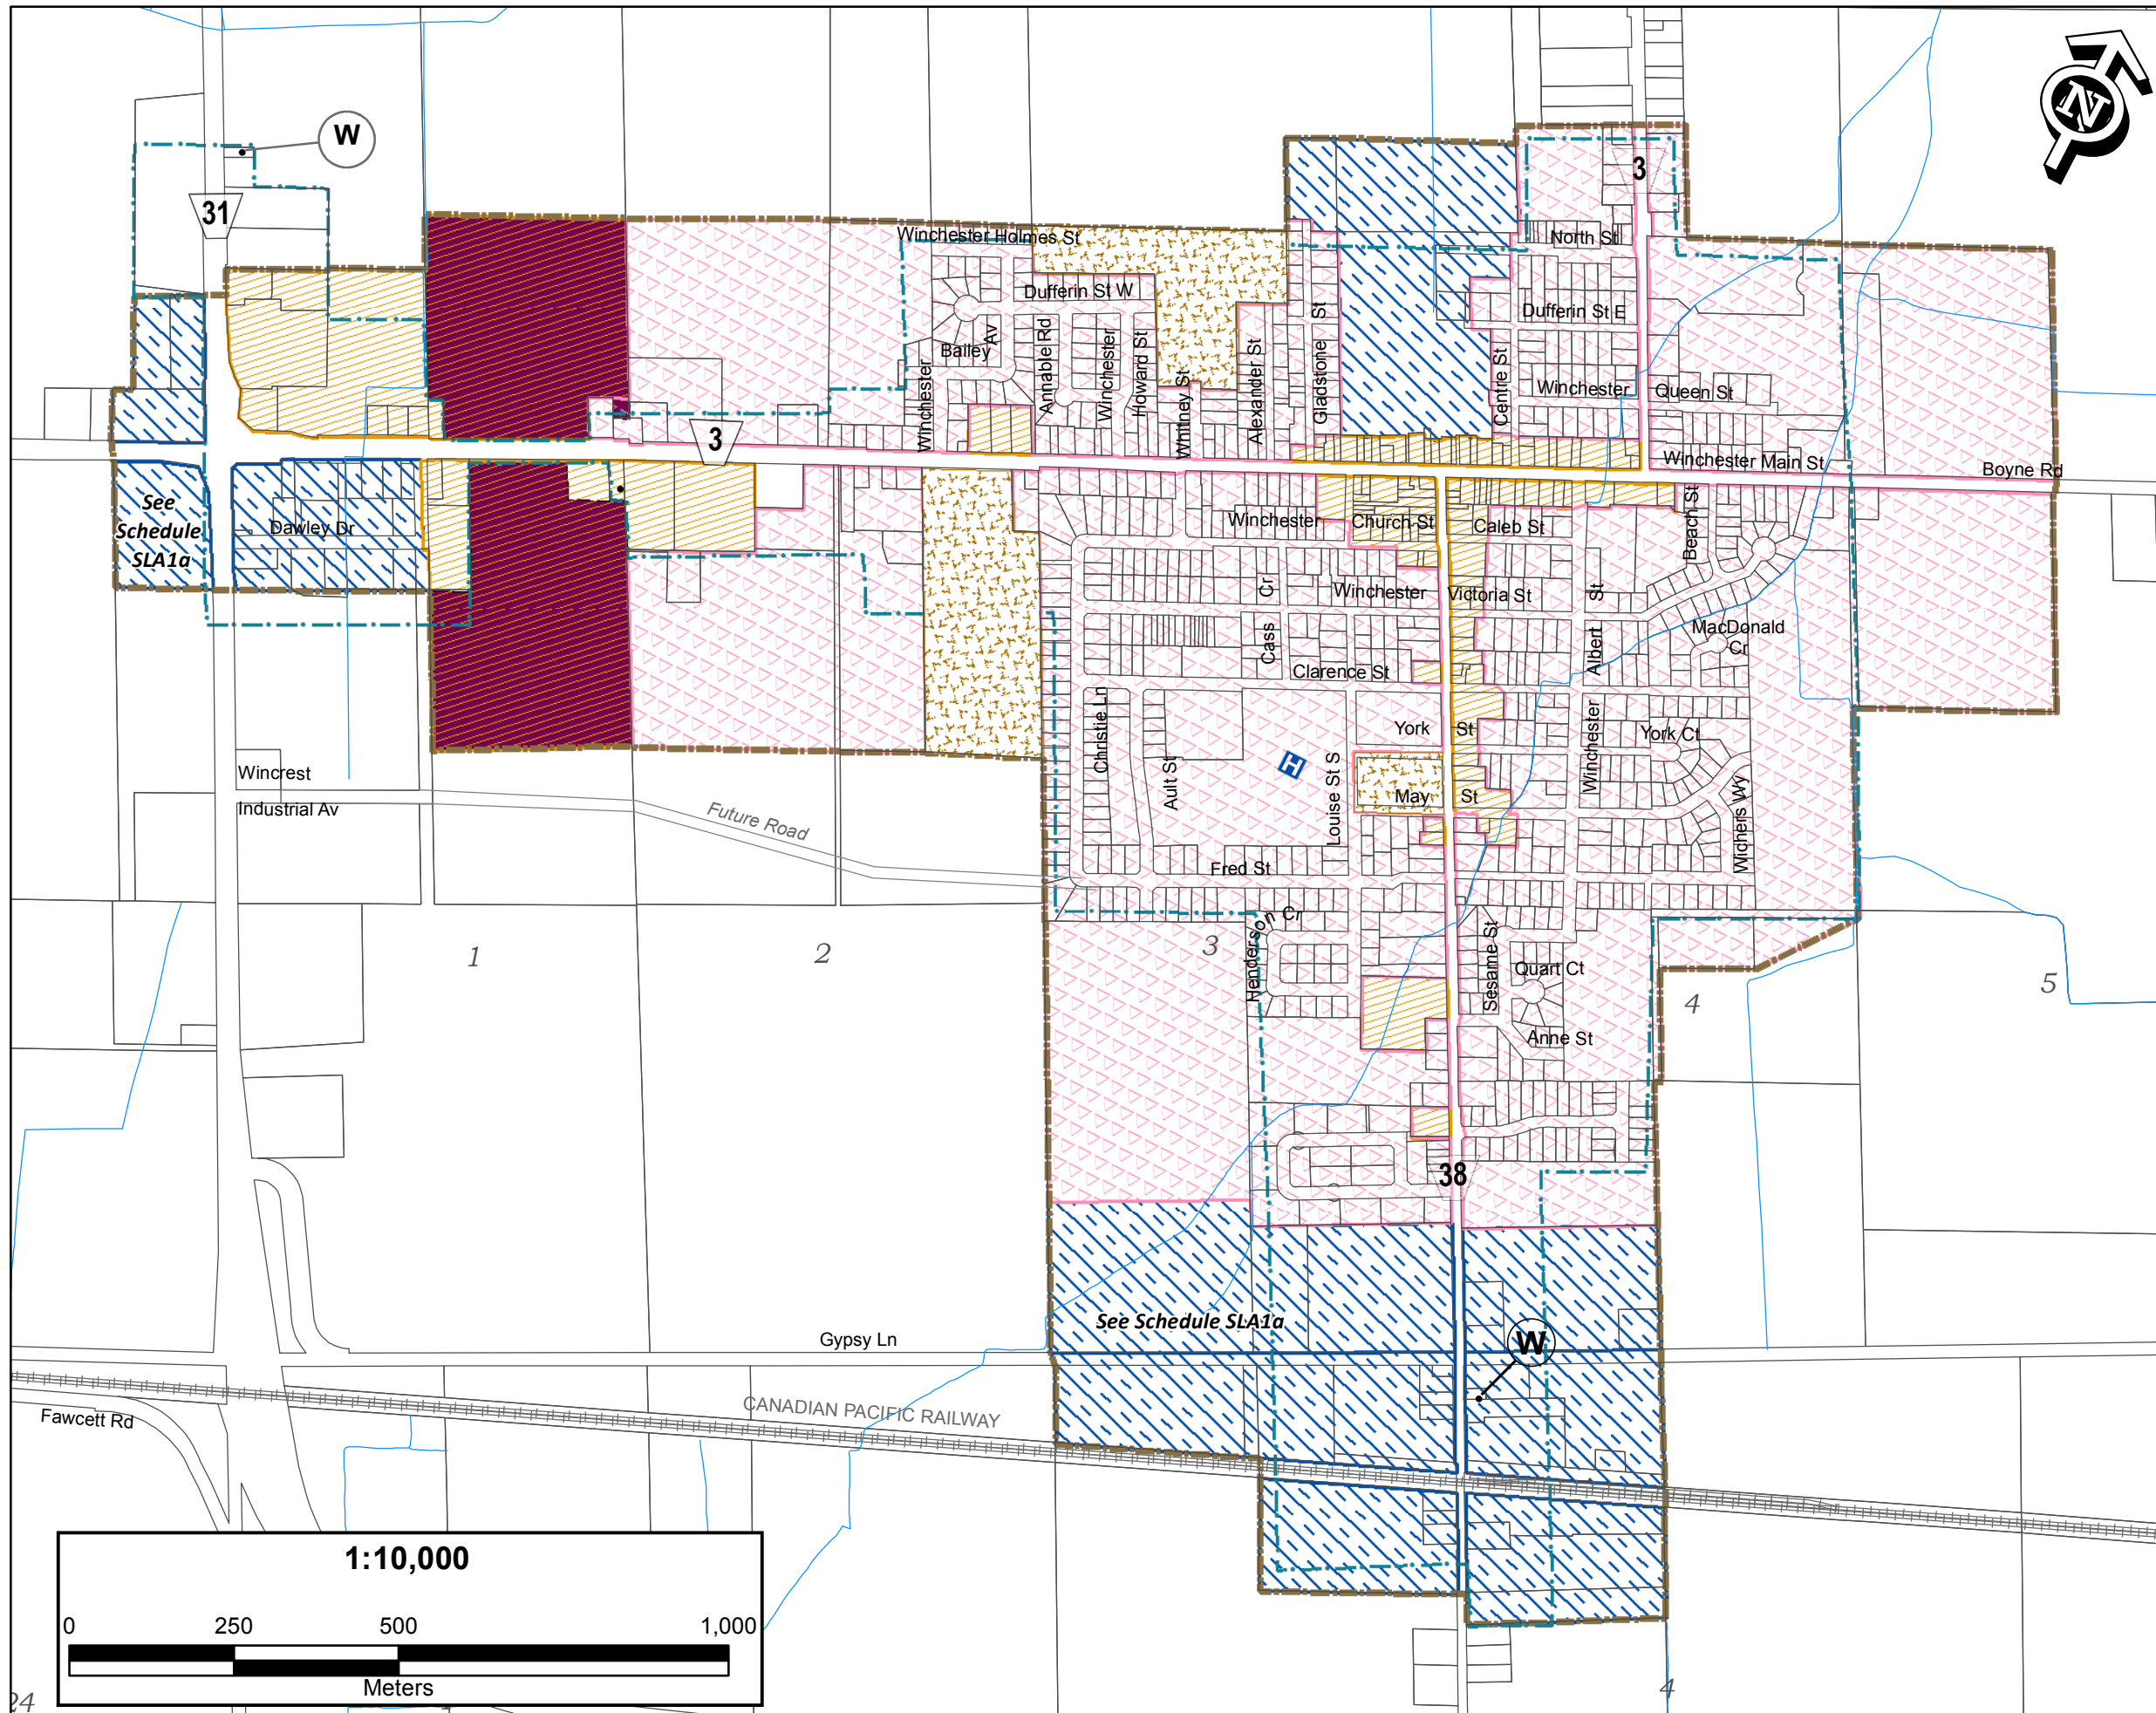 N
W
31
3
North St
Winchester Holmes St
Dufferin St W
Dufferin St E
St
Gladstone
Bailey
Av
Annable Rd
Winchester
Howard St
Winchester
Whitney St
Alexander St
Centre St
Winchester
Queen St
3
Winchester Main St
Boyne Rd
See
Schedule
SLA1a
Dawley Dr
Winchester
Church St
Caleb St
Beach St
Cr
Cass
Winchester
Victoria St
St
Albert
Winchester
MacDonald
Cr
Clarence St
Christie Ln
York
St
York Ct
H
Ault St
Louise St S
May
St
Wichers Wy
Wincrest
Industrial Av
Future Road
Fred St
Henderson Cr
Sesame St
Quart Ct
Anne St
1
2
3
4
5
38
See Schedule SLA1a
W
Gypsy Ln
CANADIAN PACIFIC RAILWAY
Fawcett Rd
1:10,000
0
250
500
1,000
Meters
24
4